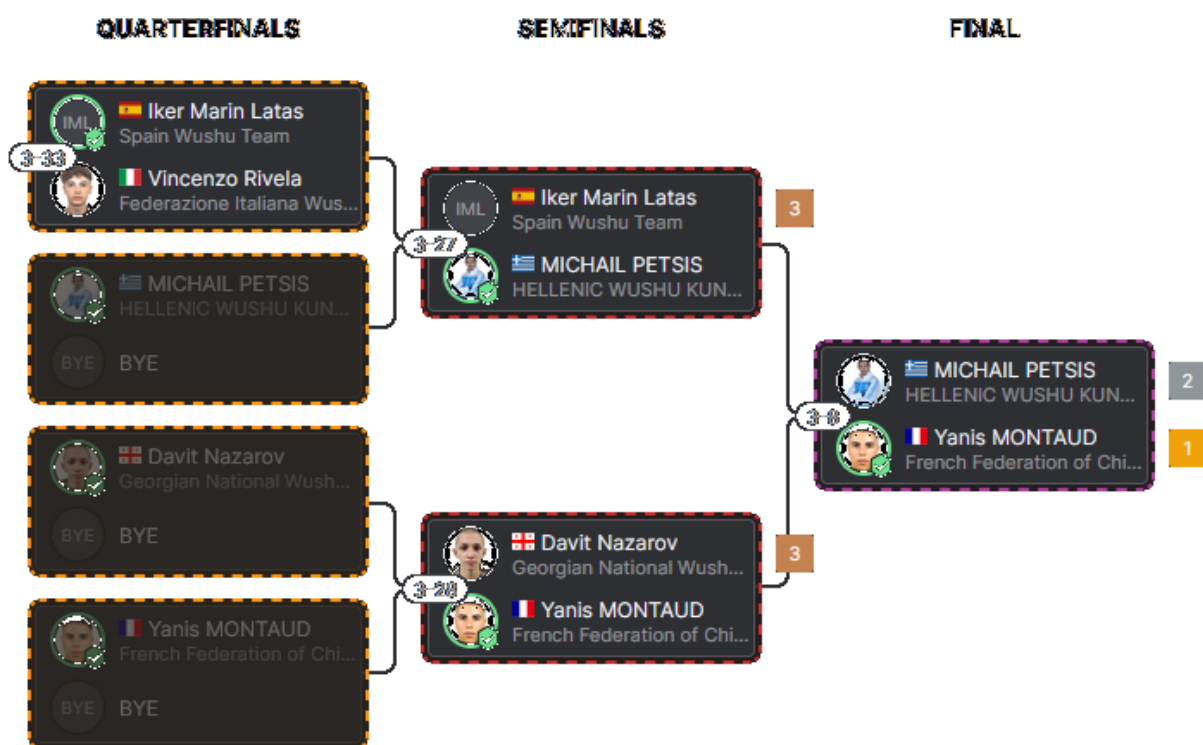 QUARTERFINALS
SEMIFINALS
FINAL
IML
Iker Marin Latas
Spain Wushu Team
3-33
Vincenzo Rivela
Federazione Italiana Wus...
MICHAIL PETSIS
HELLENIC WUSHU KUN...
BYE
BYE
Davit Nazarov
Georgian National Wush...
BYE
BYE
Yanis MONTAUD
French Federation of Chi...
BYE
BYE
IML
Iker Marin Latas
Spain Wushu Team
3
3-27
MICHAIL PETSIS
HELLENIC WUSHU KUN...
Davit Nazarov
Georgian National Wush...
3
3-28
Yanis MONTAUD
French Federation of Chi...
MICHAIL PETSIS
HELLENIC WUSHU KUN...
2
3-8
Yanis MONTAUD
French Federation of Chi...
1